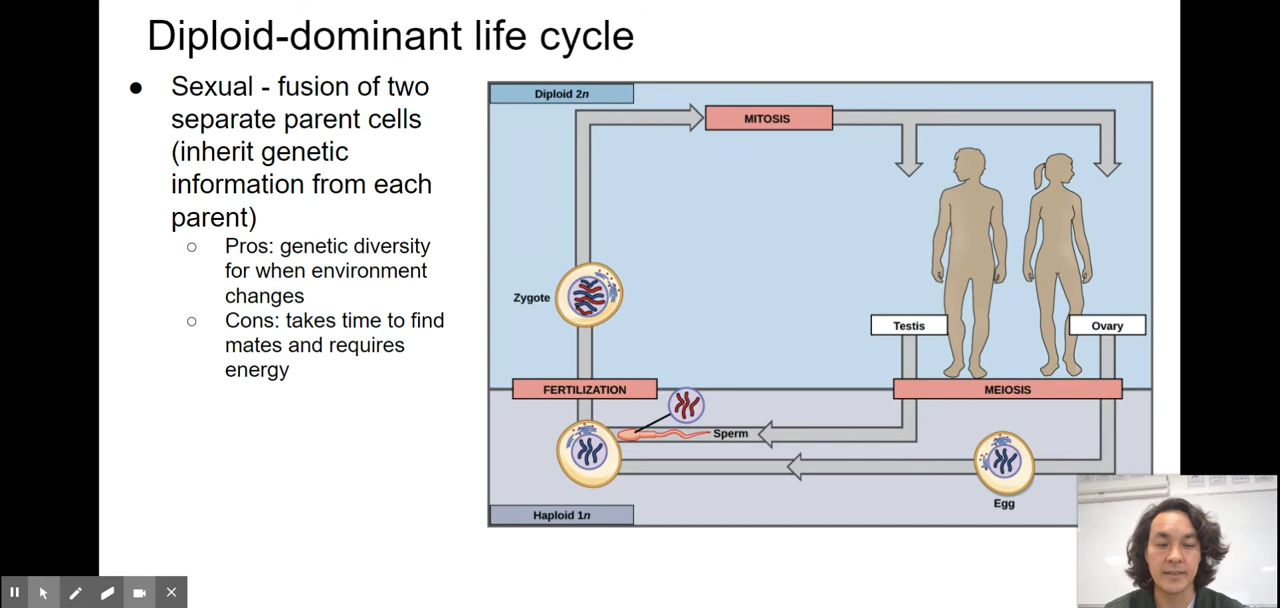 Diploid-dominant life cycle
● Sexual - fusion of two
separate parent cells
(inherit genetic
information from each
parent)
○ Pros: genetic diversity
for when environment
changes
○ Cons: takes time to find
mates and requires
energy
Diploid 2n
MITOSIS
Zygote
Testis
Ovary
FERTILIZATION
MEIOSIS
Sperm
Egg
Haploid 1n